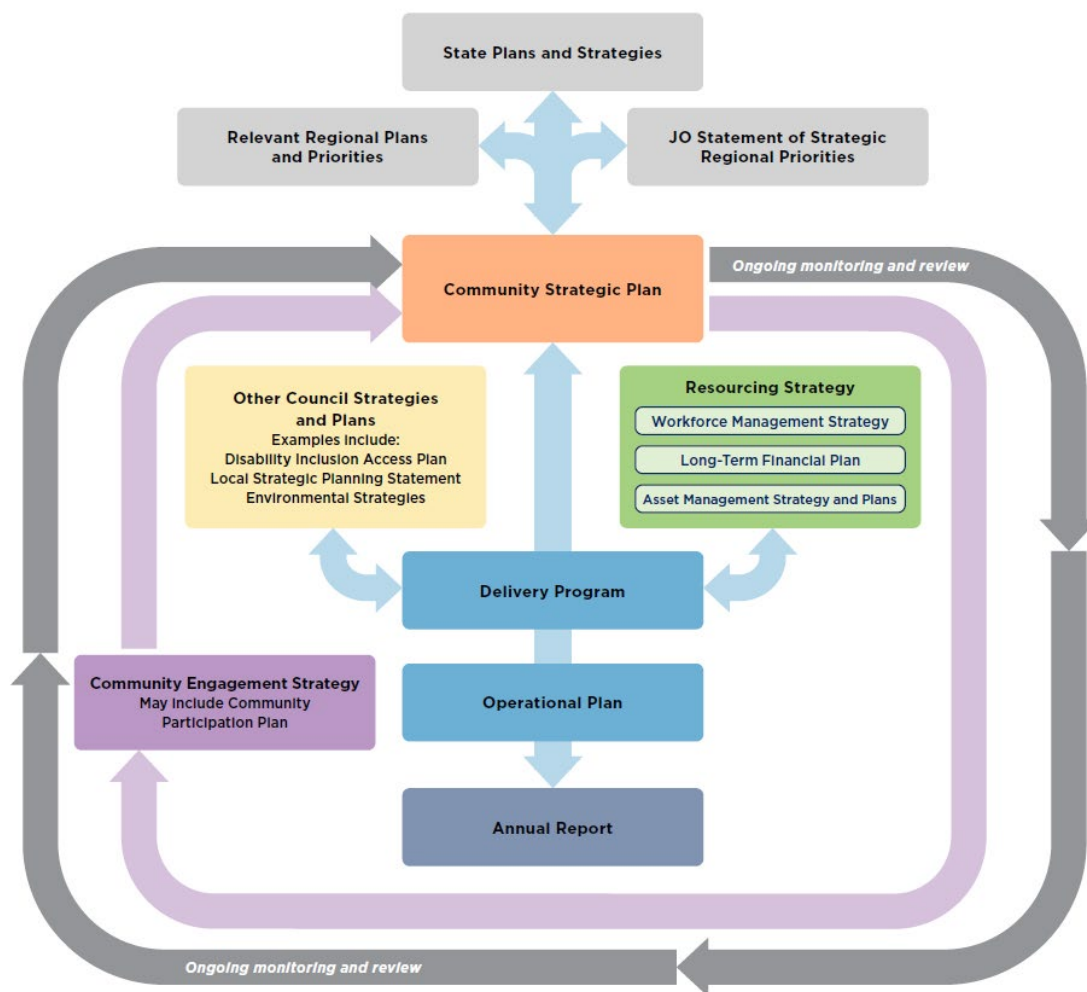 State Plans and Strategies
Relevant Regional Plans
and Priorities
JO Statement of Strategic
Regional Priorities
Community Strategic Plan
Ongoing monitoring and review
Other Council Strategies
and Plans
Examples Include:
Disability Inclusion Access Plan
Local Strategic Planning Statement
Environmental Strategies
Resourcing Strategy
Workforce Management Strategy
Long-Term Financial Plan
Asset Management Strategy and Plans
Delivery Program
Community Engagement Strategy
May Include Community
Participation Plan
Operational Plan
Annual Report
Ongoing monitoring and review